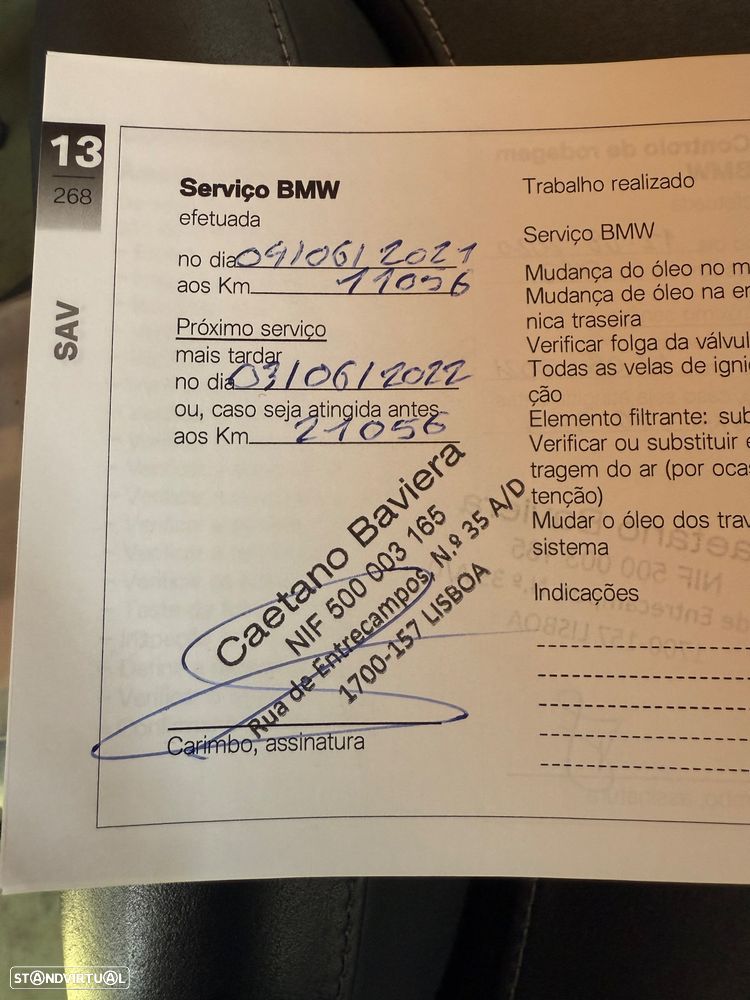 13
268
SAV
Serviço BMW
efetuada
no dia 04/06/2021
aos Km 11056
Próximo serviço
mais tardar
no dia 03/06/2022
ou, caso seja atingida antes
aos Km 21056
Caetano Baviera
NIF 500 003 165
Rua de Entrecampos, N.º 35 A/D
1700-157 LISBOA
Carimbo, assinatura
Trabalho realizado
Serviço BMW
Mudança do óleo no m
Mudança de óleo na en
nica traseira
Verificar folga da válvul
Todas as velas de igni
ção
Elemento filtrante: sub
Verificar ou substituir e
tragem do ar (por ocas
tenção)
Mudar o óleo dos trav
sistema
Indicações
STANDVIRTUAL